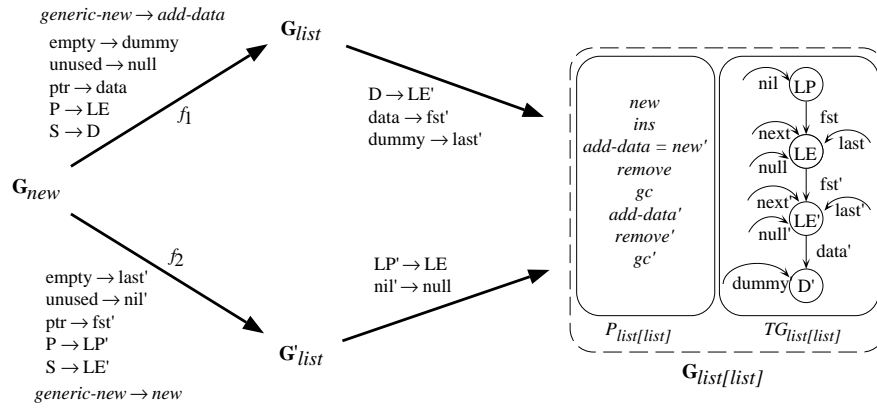 generic-new → add-data
empty → dummy
unused → null
ptr → data
P → LE
S → D
f1
G_list
D → LE'
data → fst'
dummy → last'
G_new
f2
empty → last'
unused → nil'
ptr → fst'
P → LP'
S → LE'
generic-new → new
G'_list
LP' → LE
nil' → null
new
ins
add-data = new'
remove
gc
add-data'
remove'
gc'
P_list[list]
nil
LP
fst
next
LE
last
null
fst'
next'
LE'
last'
null'
data'
dummy'
D'
TG_list[list]
G_list[list]